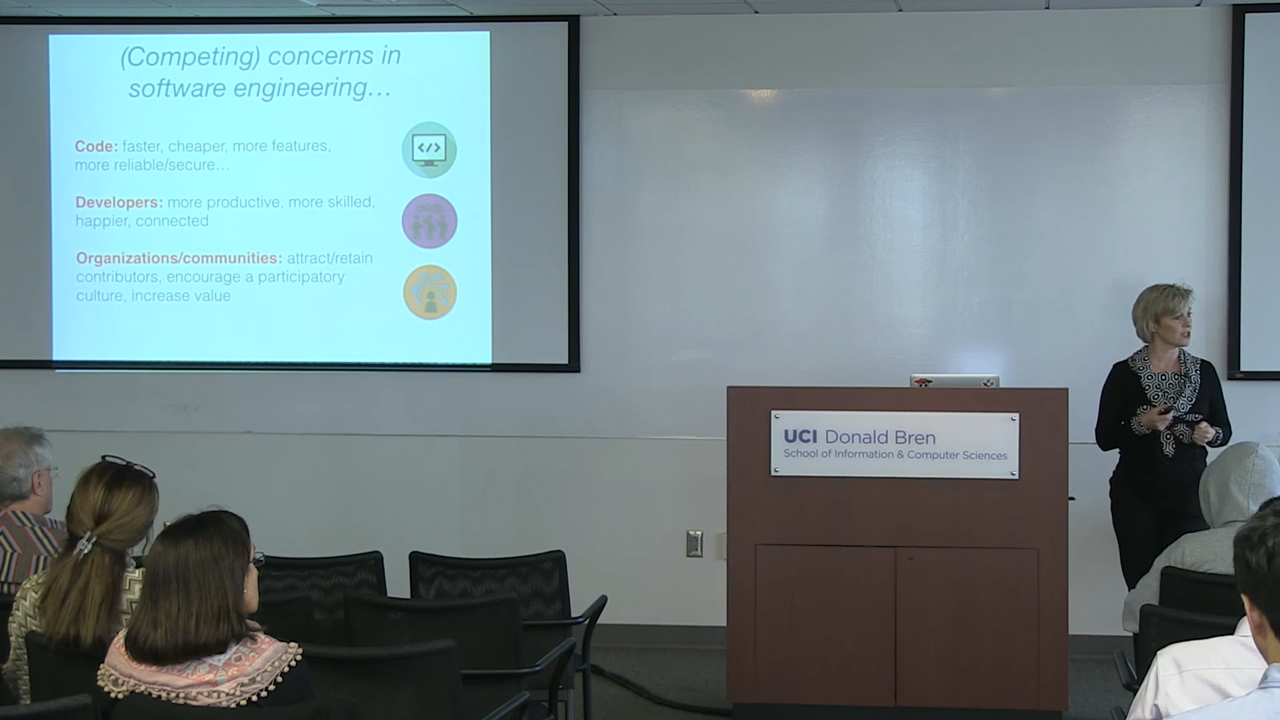 (Competing) concerns in
software engineering…
Code: faster, cheaper, more features,
more reliable/secure…
</>
Developers: more productive, more skilled,
happier, connected
Organizations/communities: attract/retain
contributors, encourage a participatory
culture, increase value
UCI Donald Bren
School of Information & Computer Sciences